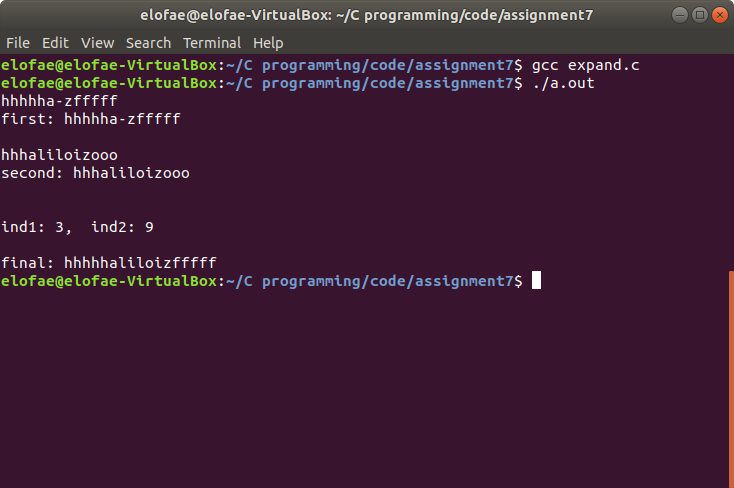 elofae@elofae-VirtualBox: ~/C programming/code/assignment7
File Edit View Search Terminal Help
elofae@elofae-VirtualBox:~/C programming/code/assignment7$ gcc expand.c
elofae@elofae-VirtualBox:~/C programming/code/assignment7$ ./a.out
hhhhha-zfffff
first: hhhhha-zfffff
hhhaliloizooo
second: hhhaliloizooo
ind1: 3,  ind2: 9
final: hhhhhaliloizfffff
elofae@elofae-VirtualBox:~/C programming/code/assignment7$